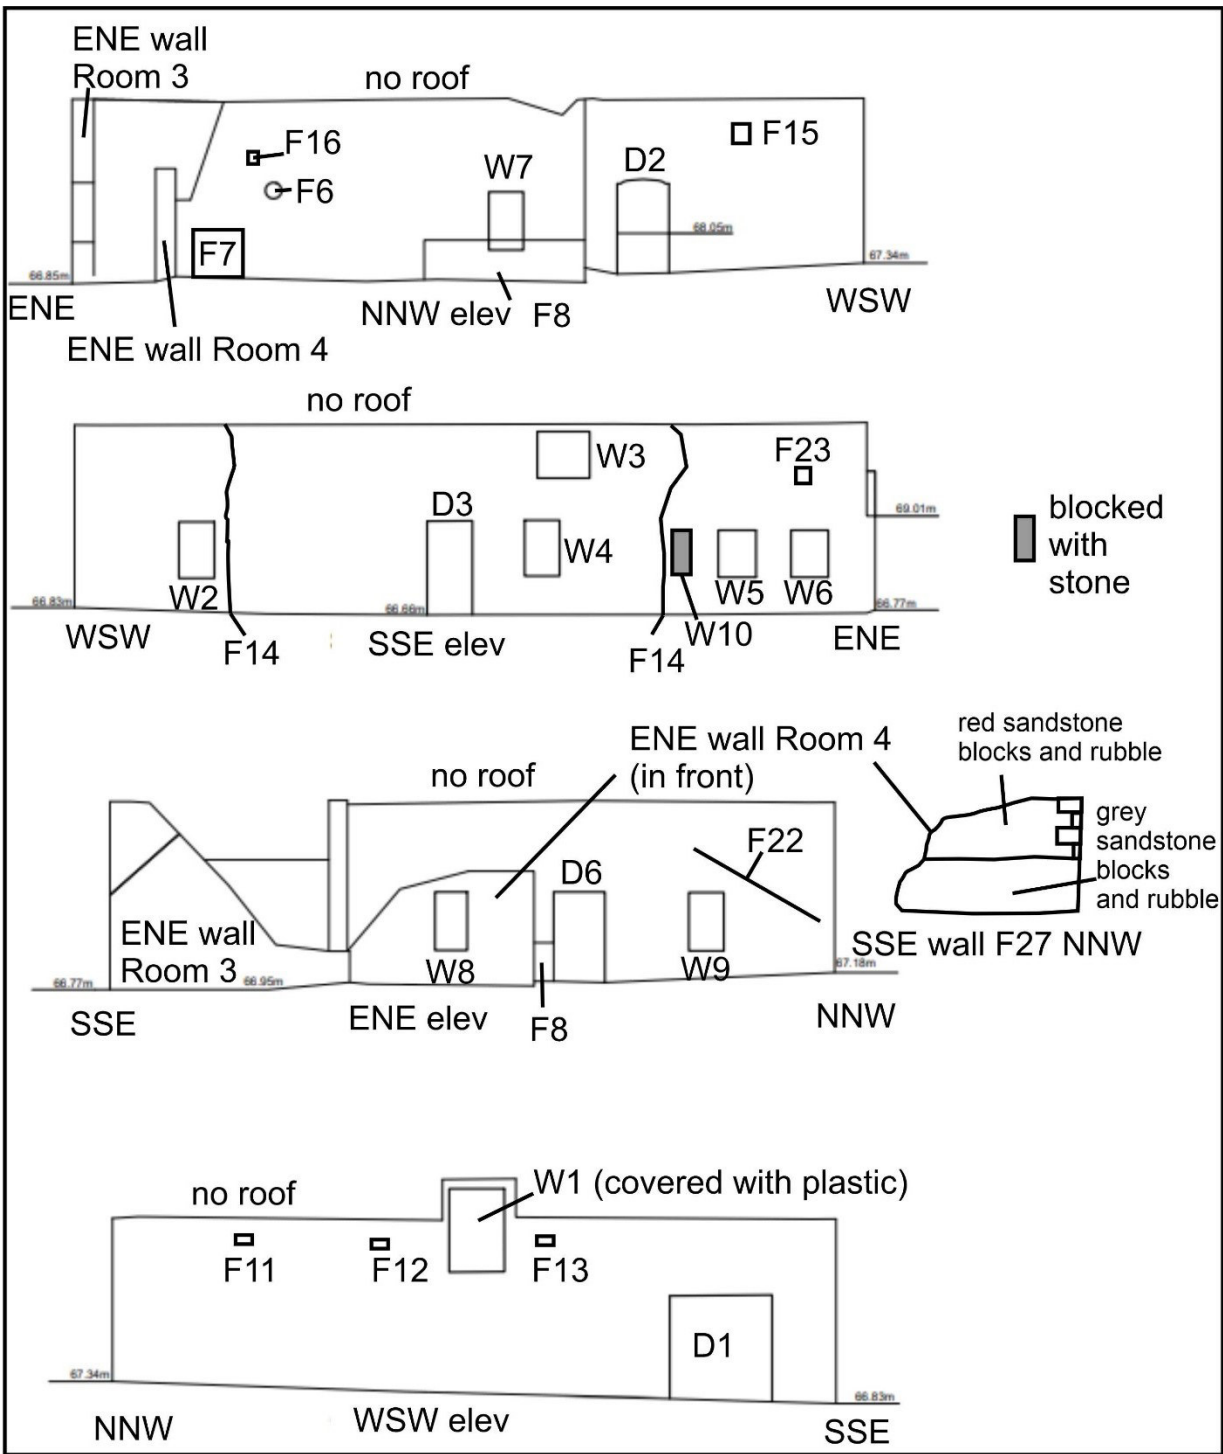 ENE wall
Room 3
no roof
F16
F6
W7
D2
F15
F7
68.05m
66.85m
67.34m
ENE
NNW elev
F8
WSW
ENE wall Room 4
no roof
W3
F23
D3
69.01m
blocked
with
stone
W4
W2
W5
W6
66.83m
66.66m
66.77m
WSW
F14
SSE elev
F14
W10
ENE
red sandstone
blocks and rubble
ENE wall Room 4
(in front)
no roof
grey
sandstone
blocks
and rubble
F22
D6
ENE wall
Room 3
W8
W9
SSE wall F27 NNW
66.77m
66.95m
67.18m
SSE
ENE elev
F8
NNW
W1 (covered with plastic)
no roof
F11
F12
F13
D1
67.34m
66.83m
NNW
WSW elev
SSE